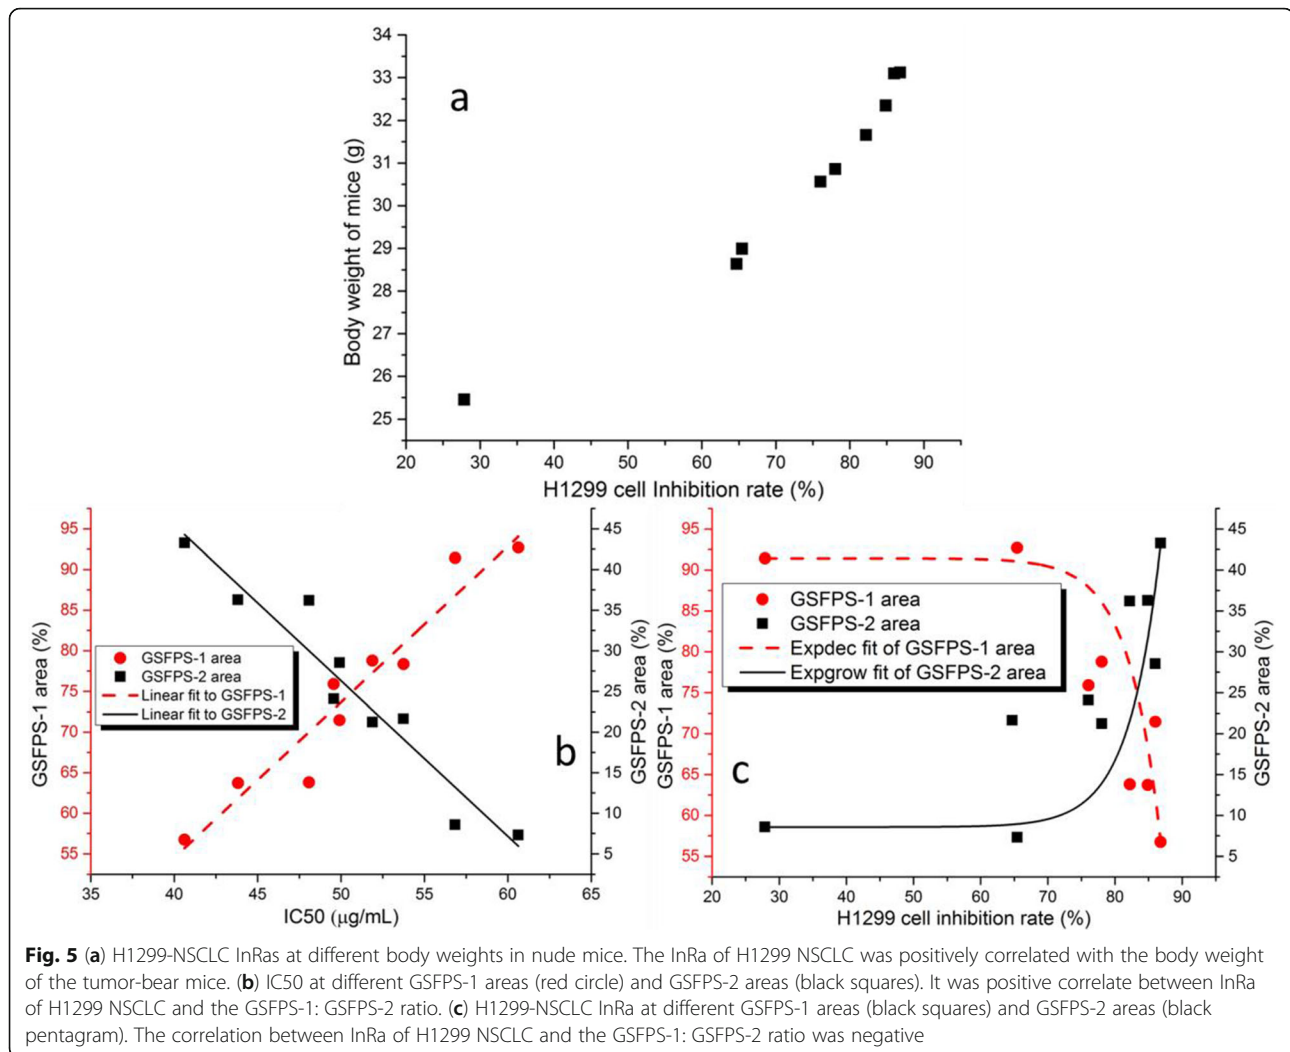 34
33
32
31
30
29
28
27
26
25
Body weight of mice (g)
a
20 30 40 50 60 70 80 90
H1299 cell Inhibition rate (%)
95
90
85
80
75
70
65
60
55
GSFPS-1 area (%)
GSFPS-1 area
GSFPS-2 area
Linear fit to GSFPS-1
Linear fit to GSFPS-2
b
45
40
35
30
25
20
15
10
5
GSFPS-2 area (%)
35 40 45 50 55 60 65
IC50 (μg/mL)
95
90
85
80
75
70
65
60
55
GSFPS-1 area (%)
GSFPS-1 area
GSFPS-2 area
Expdec fit of GSFPS-1 area
Expgrow fit of GSFPS-2 area
c
45
40
35
30
25
20
15
10
5
GSFPS-2 area (%)
20 30 40 50 60 70 80 90
H1299 cell inhibition rate (%)
Fig. 5 (a) H1299-NSCLC InRas at different body weights in nude mice. The InRa of H1299 NSCLC was positively correlated with the body weight
of the tumor-bear mice. (b) IC50 at different GSFPS-1 areas (red circle) and GSFPS-2 areas (black squares). It was positive correlate between InRa
of H1299 NSCLC and the GSFPS-1: GSFPS-2 ratio. (c) H1299-NSCLC InRa at different GSFPS-1 areas (black squares) and GSFPS-2 areas (black
pentagram). The correlation between InRa of H1299 NSCLC and the GSFPS-1: GSFPS-2 ratio was negative